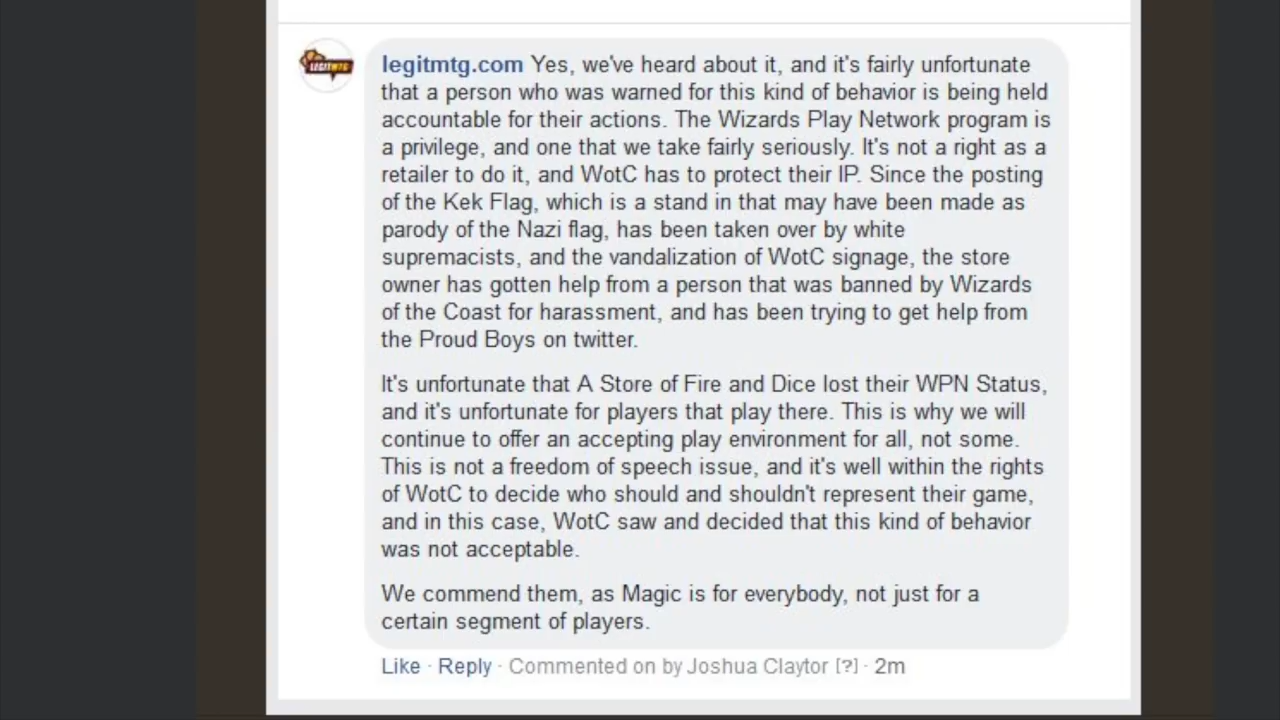 legitmtg.com Yes, we've heard about it, and it's fairly unfortunate
that a person who was warned for this kind of behavior is being held
accountable for their actions. The Wizards Play Network program is
a privilege, and one that we take fairly seriously. It's not a right as a
retailer to do it, and WotC has to protect their IP. Since the posting
of the Kek Flag, which is a stand in that may have been made as
parody of the Nazi flag, has been taken over by white
supremacists, and the vandalization of WotC signage, the store
owner has gotten help from a person that was banned by Wizards
of the Coast for harassment, and has been trying to get help from
the Proud Boys on twitter.
It's unfortunate that A Store of Fire and Dice lost their WPN Status,
and it's unfortunate for players that play there. This is why we will
continue to offer an accepting play environment for all, not some.
This is not a freedom of speech issue, and it's well within the rights
of WotC to decide who should and shouldn't represent their game,
and in this case, WotC saw and decided that this kind of behavior
was not acceptable.
We commend them, as Magic is for everybody, not just for a
certain segment of players.
Like · Reply · Commented on by Joshua Claytor [?] · 2m